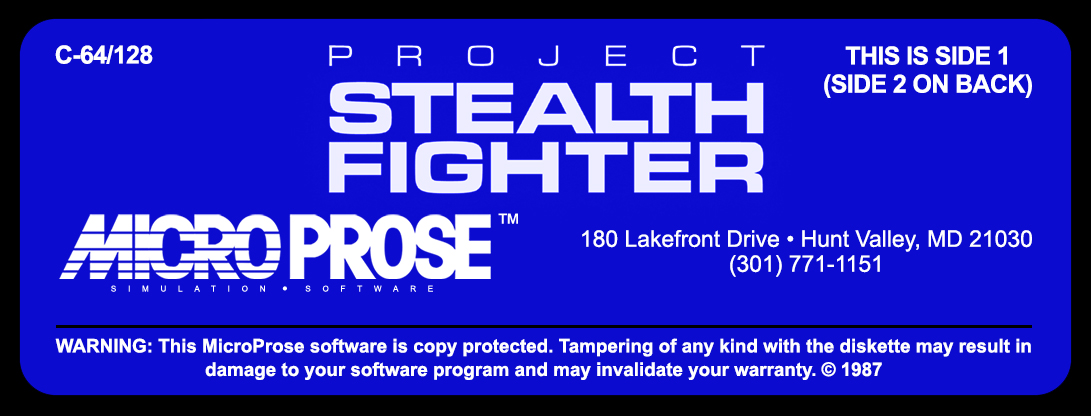 C-64/128
PROJECT
STEALTH
FIGHTER
THIS IS SIDE 1
(SIDE 2 ON BACK)
MICROPROSE™
SIMULATION • SOFTWARE
180 Lakefront Drive • Hunt Valley, MD 21030
(301) 771-1151
WARNING: This MicroProse software is copy protected. Tampering of any kind with the diskette may result in
damage to your software program and may invalidate your warranty. © 1987